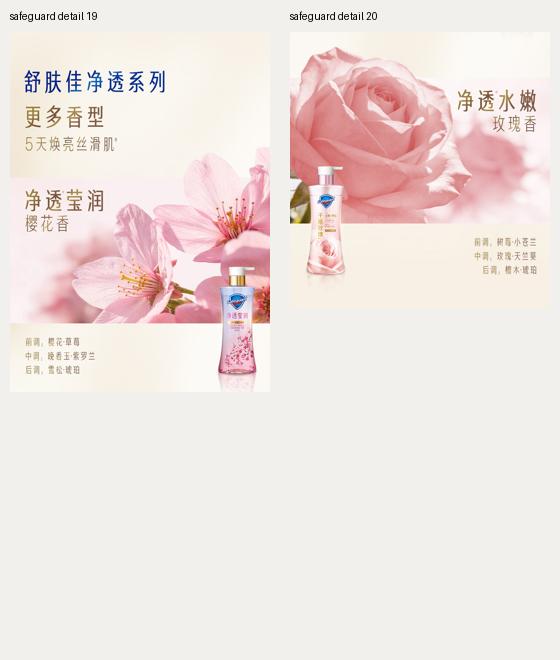 safeguard detail 19
舒肤佳净透系列
更多香型
5天焕亮丝滑肌
净透莹润
樱花香
净透莹润
前调，樱花·草莓
中调，晚香玉·紫罗兰
后调，雪松·琥珀
safeguard detail 20
净透水嫩
玫瑰香
前调，树莓·小苍兰
中调，玫瑰·天竺葵
后调，檀木·琥珀